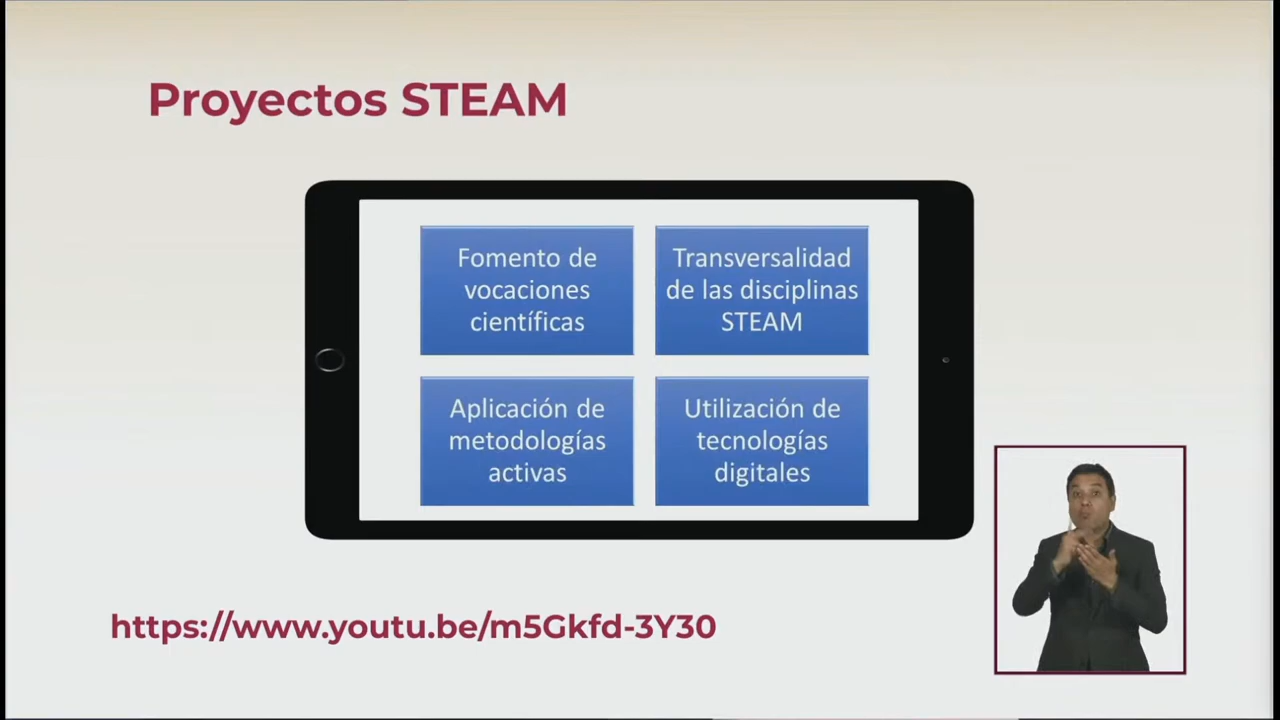 Proyectos STEAM
Fomento de
vocaciones
científicas
Transversalidad
de las disciplinas
STEAM
Aplicación de
metodologías
activas
Utilización de
tecnologías
digitales
https://www.youtu.be/m5Gkfd-3Y30